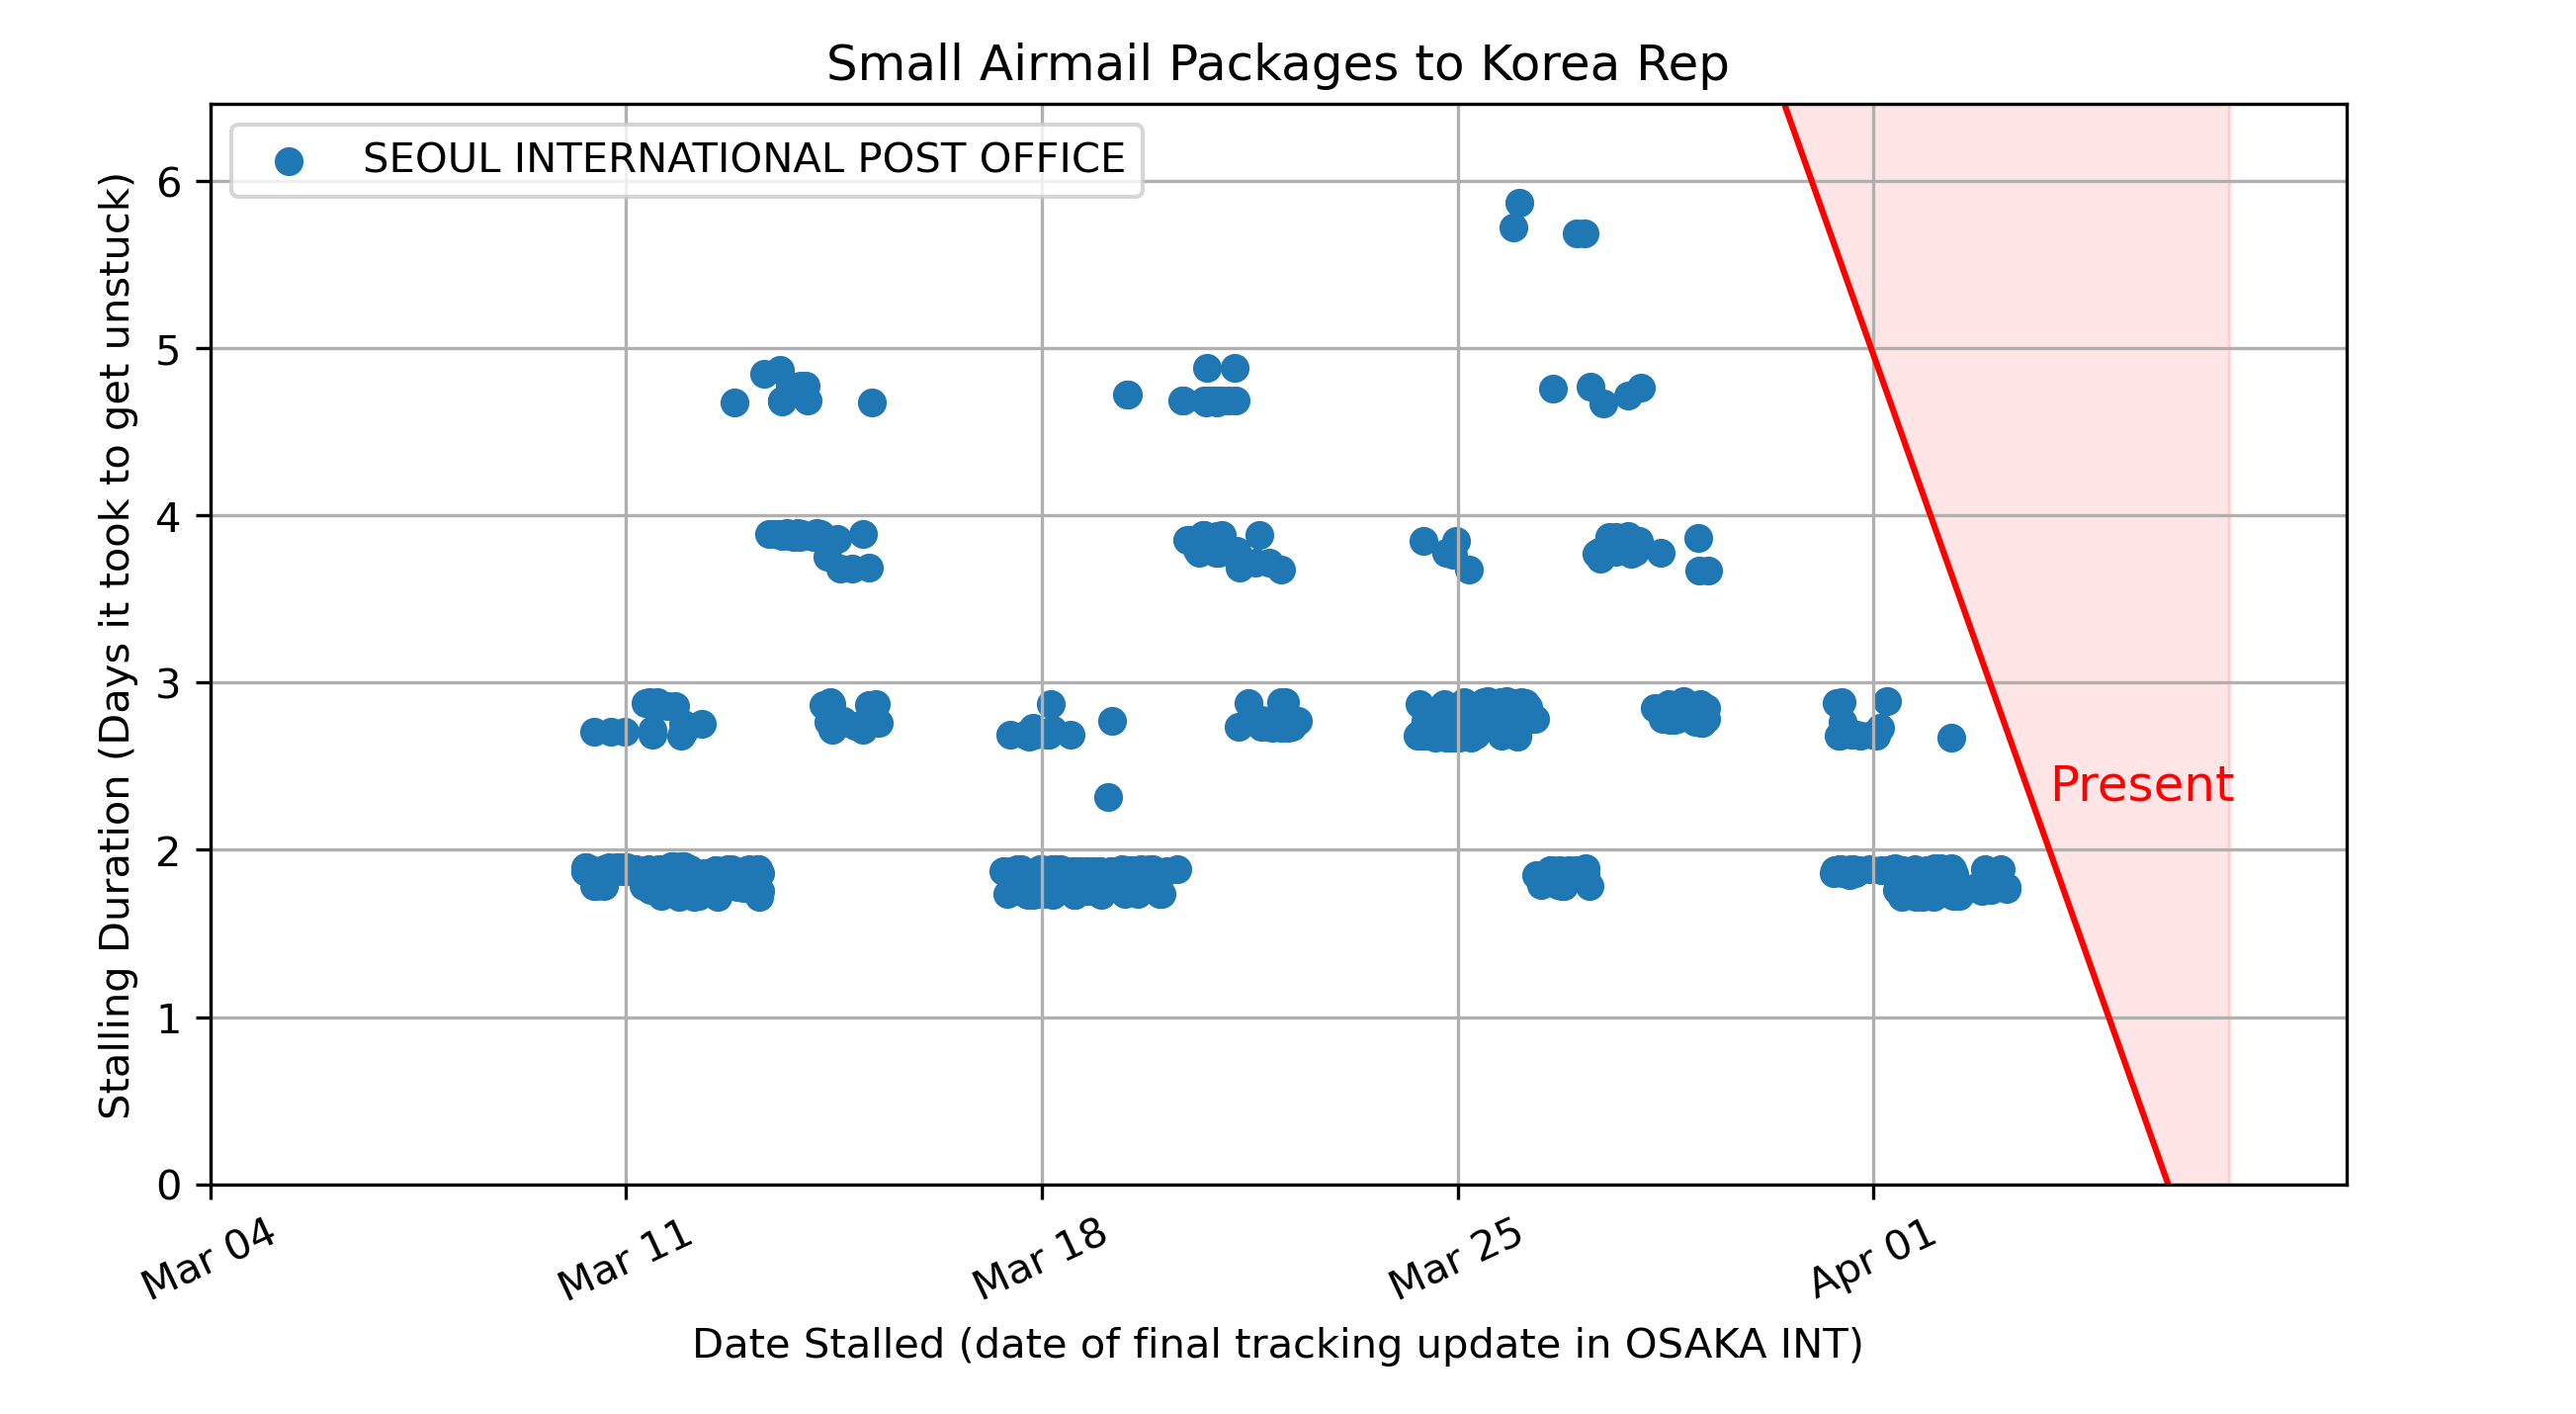 Small Airmail Packages to Korea Rep
SEOUL INTERNATIONAL POST OFFICE
Stalling Duration (Days it took to get unstuck)
6
5
4
3
2
1
0
Present
Mar 04
Mar 11
Mar 18
Mar 25
Apr 01
Date Stalled (date of final tracking update in OSAKA INT)